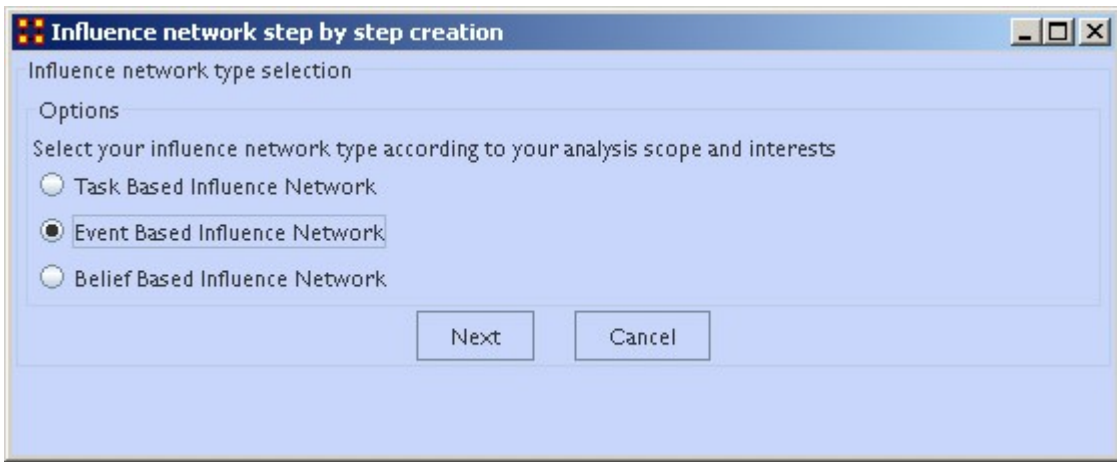 Influence network step by step creation
Influence network type selection
Options
Select your influence network type according to your analysis scope and interests
Task Based Influence Network
Event Based Influence Network
Belief Based Influence Network
Next Cancel